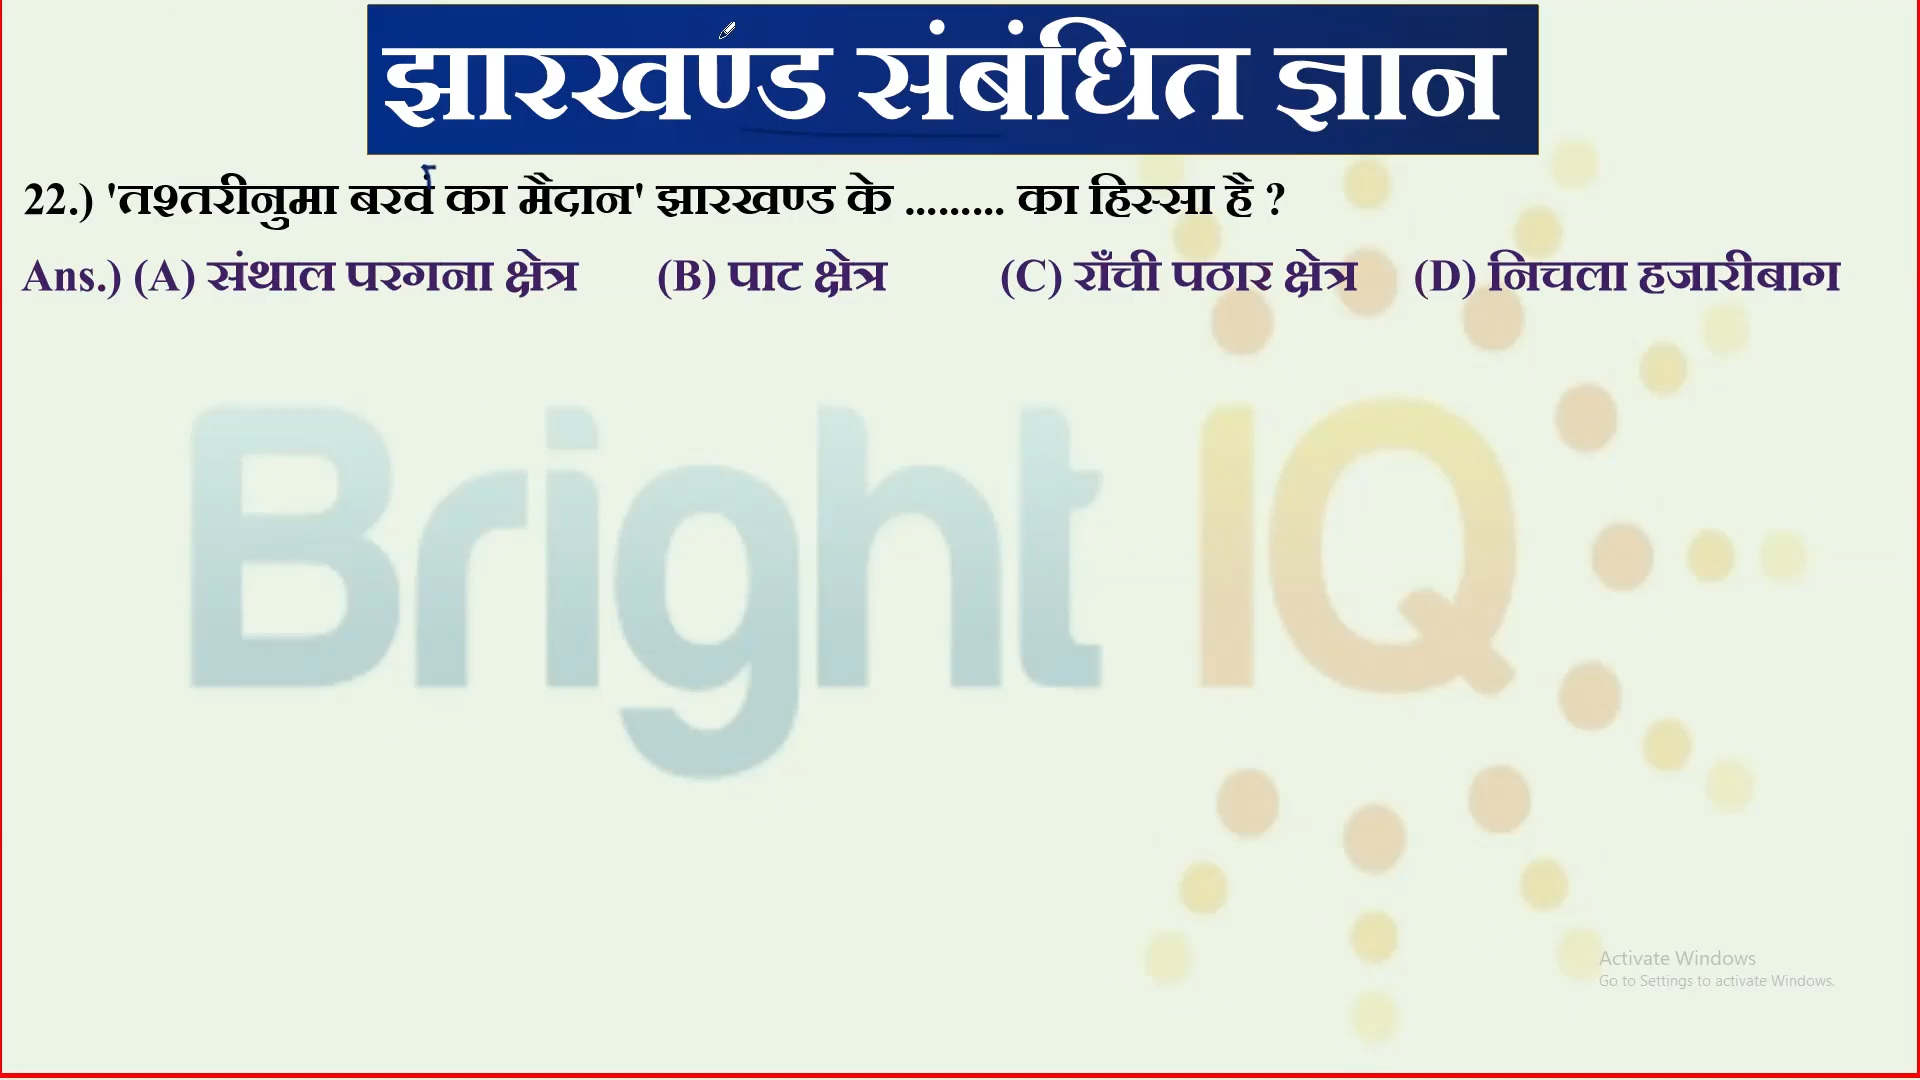 झारखण्ड संबंधित ज्ञान
22.) 'तश्तरीनुमा बरवे का मैदान' झारखण्ड के ......... का हिस्सा है ?
Ans.) (A) संथाल परगना क्षेत्र (B) पाट क्षेत्र (C) राँची पठार क्षेत्र (D) निचला हजारीबाग
Bright IQ
Activate Windows
Go to Settings to activate Windows.